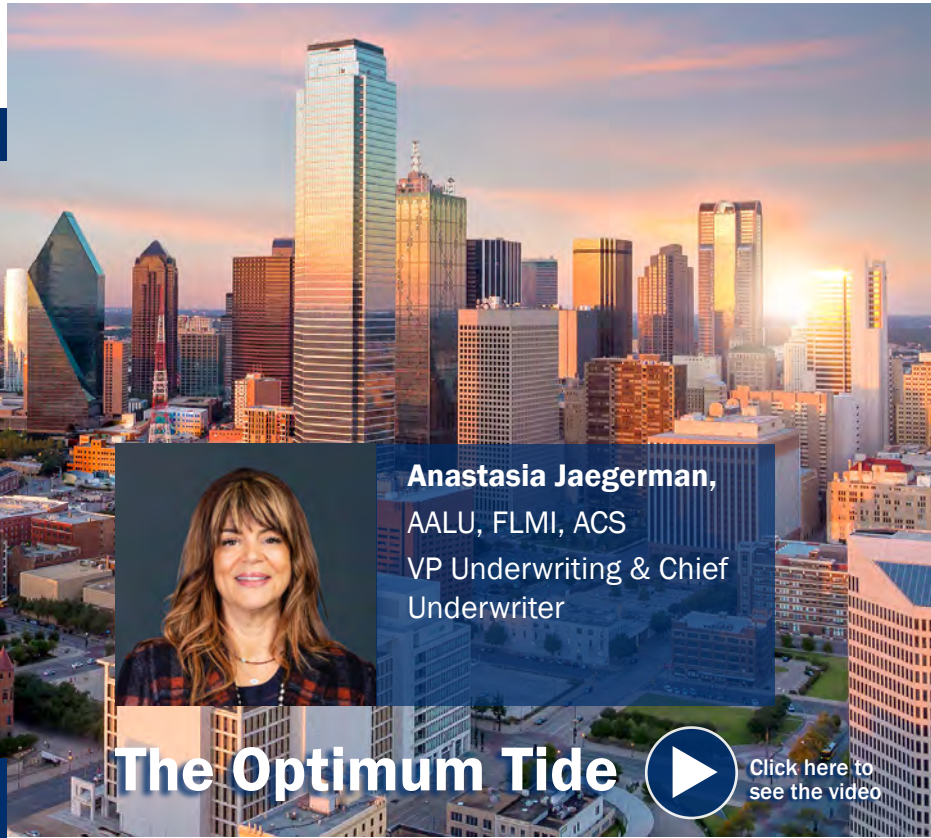 Anastasia Jaegerman,
AALU, FLMI, ACS
VP Underwriting & Chief
Underwriter
The Optimum Tide
Click here to
see the video